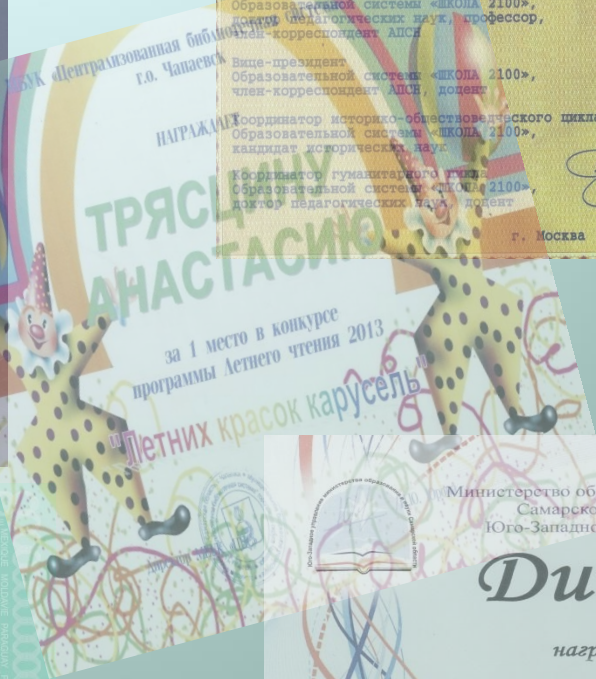 МБУК «Централизованная библиотечная система»
г.о. Чапаевск
НАГРАЖДАЕТ
ТРЯСЦИНУ
АНАСТАСИЮ
за 1 место в конкурсе
программы Летнего чтения 2013
"Летних красок карусель"
Образовательной системы «ШКОЛА 2100»,
доктор педагогических наук, профессор,
член-корреспондент АПСН
Вице-президент
Образовательной системы «ШКОЛА 2100»,
член-корреспондент АПСН, доцент
Координатор историко-обществоведческого цикла
Образовательной системы «ШКОЛА 2100»,
кандидат исторических наук
Координатор гуманитарного цикла
Образовательной системы «ШКОЛА 2100»,
доктор педагогических наук, доцент
г. Москва
Министерство об
Самарско
Юго-Западно
Ди
нагр